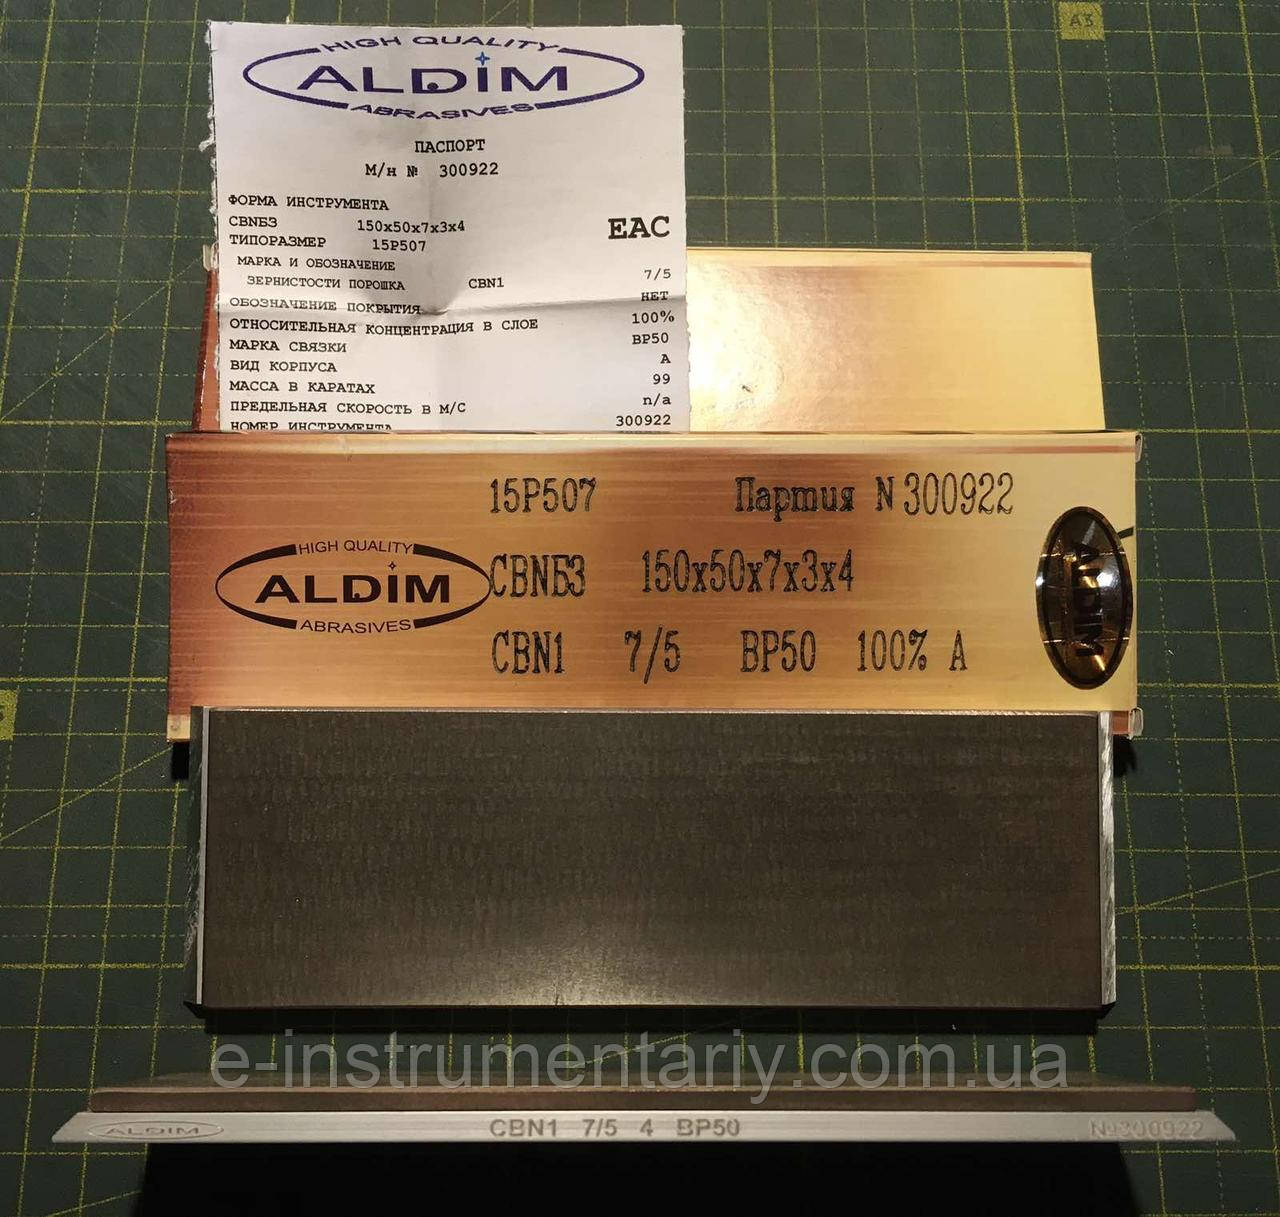 A3
HIGH QUALITY
ALDIM
ABRASIVES
ПАСПОРТ
М/н № 300922
ФОРМА ИНСТРУМЕНТА
CBNБЗ 150x50x7x3x4
EAC
ТИПОРАЗМЕР 15P507
МАРКА И ОБОЗНАЧЕНИЕ
ЗЕРНИСТОСТИ ПОРОШКА CBN1 7/5
ОБОЗНАЧЕНИЕ ПОКРЫТИЯ НЕТ
ОТНОСИТЕЛЬНАЯ КОНЦЕНТРАЦИЯ В СЛОЕ 100%
МАРКА СВЯЗКИ BP50
ВИД КОРПУСА А
МАССА В КАРАТАХ 99
ПРЕДЕЛЬНАЯ СКОРОСТЬ В М/С n/a
НОМЕР ИНСТРУМЕНТА 300922
15P507 Партия N 300922
HIGH QUALITY
ALDIM
ABRASIVES
CBNБЗ 150x50x7x3x4
CBN1 7/5 BP50 100% A
ALDIM
e-instrumentariy.com.ua
ALDIM CBN1 7/5 4 BP50 №300922